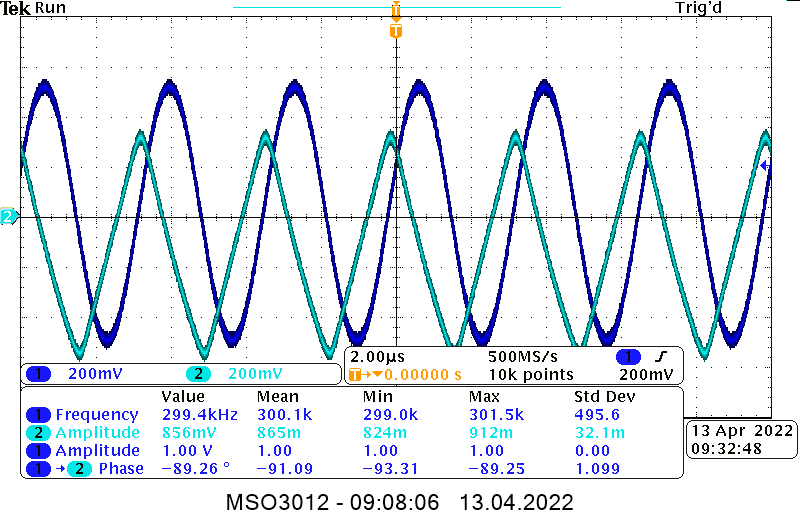 Tek Run Trig'd
T
T
2
1 200mV 2 200mV
2.00µs 500MS/s 1
T→▼0.00000 s 10k points 200mV
Value Mean Min Max Std Dev
1 Frequency 299.4kHz 300.1k 299.0k 301.5k 495.6
2 Amplitude 856mV 865m 824m 912m 32.1m
1 Amplitude 1.00 V 1.00 1.00 1.00 0.00
1 → 2 Phase −89.26 ° −91.09 −93.31 −89.25 1.099
13 Apr 2022
09:32:48
MSO3012 - 09:08:06 13.04.2022